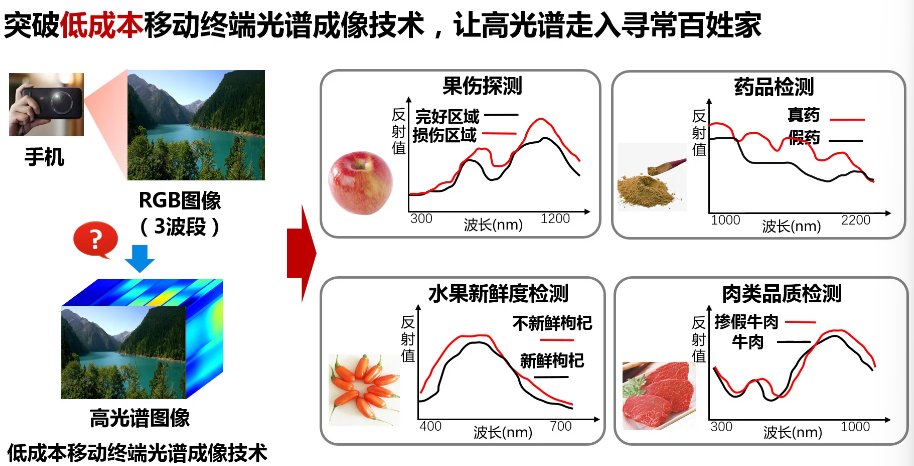 突破低成本移动终端光谱成像技术，让高光谱走入寻常百姓家
手机
RGB图像
（3波段）
?
高光谱图像
低成本移动终端光谱成像技术
果伤探测
反射值
完好区域
损伤区域
300
1200
波长(nm)
药品检测
反射值
真药
假药
1000
2200
波长(nm)
水果新鲜度检测
反射值
不新鲜枸杞
新鲜枸杞
400
700
波长(nm)
肉类品质检测
反射值
掺假牛肉
牛肉
300
1000
波长(nm)